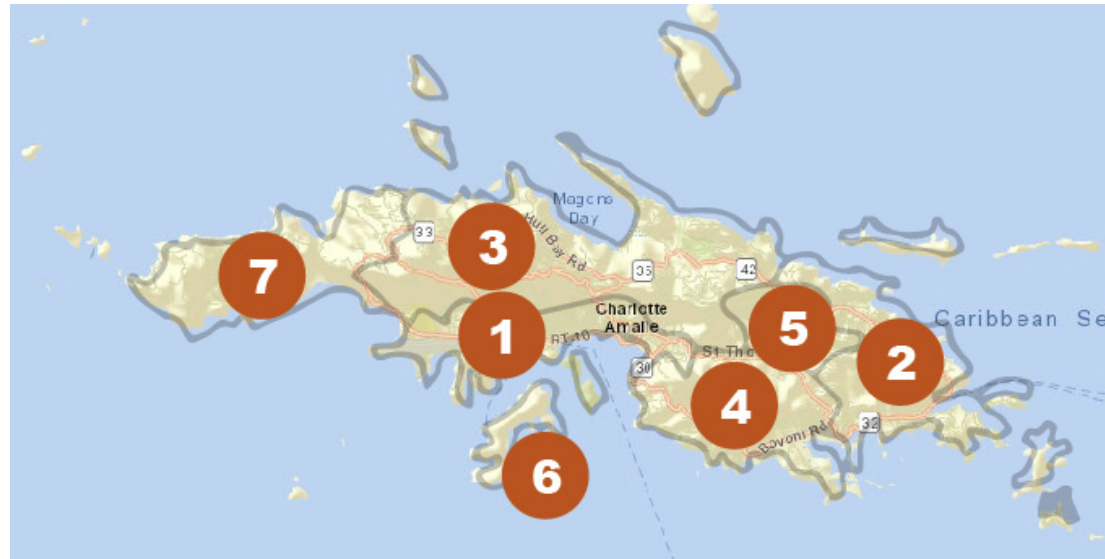 Magens
Bay
33
3
Hull Bay Rd
35
42
7
Charlotte
Amalie
Caribbean Se
1
RT-10
5
St Tho
2
30
4
32
Bovoni Rd
6